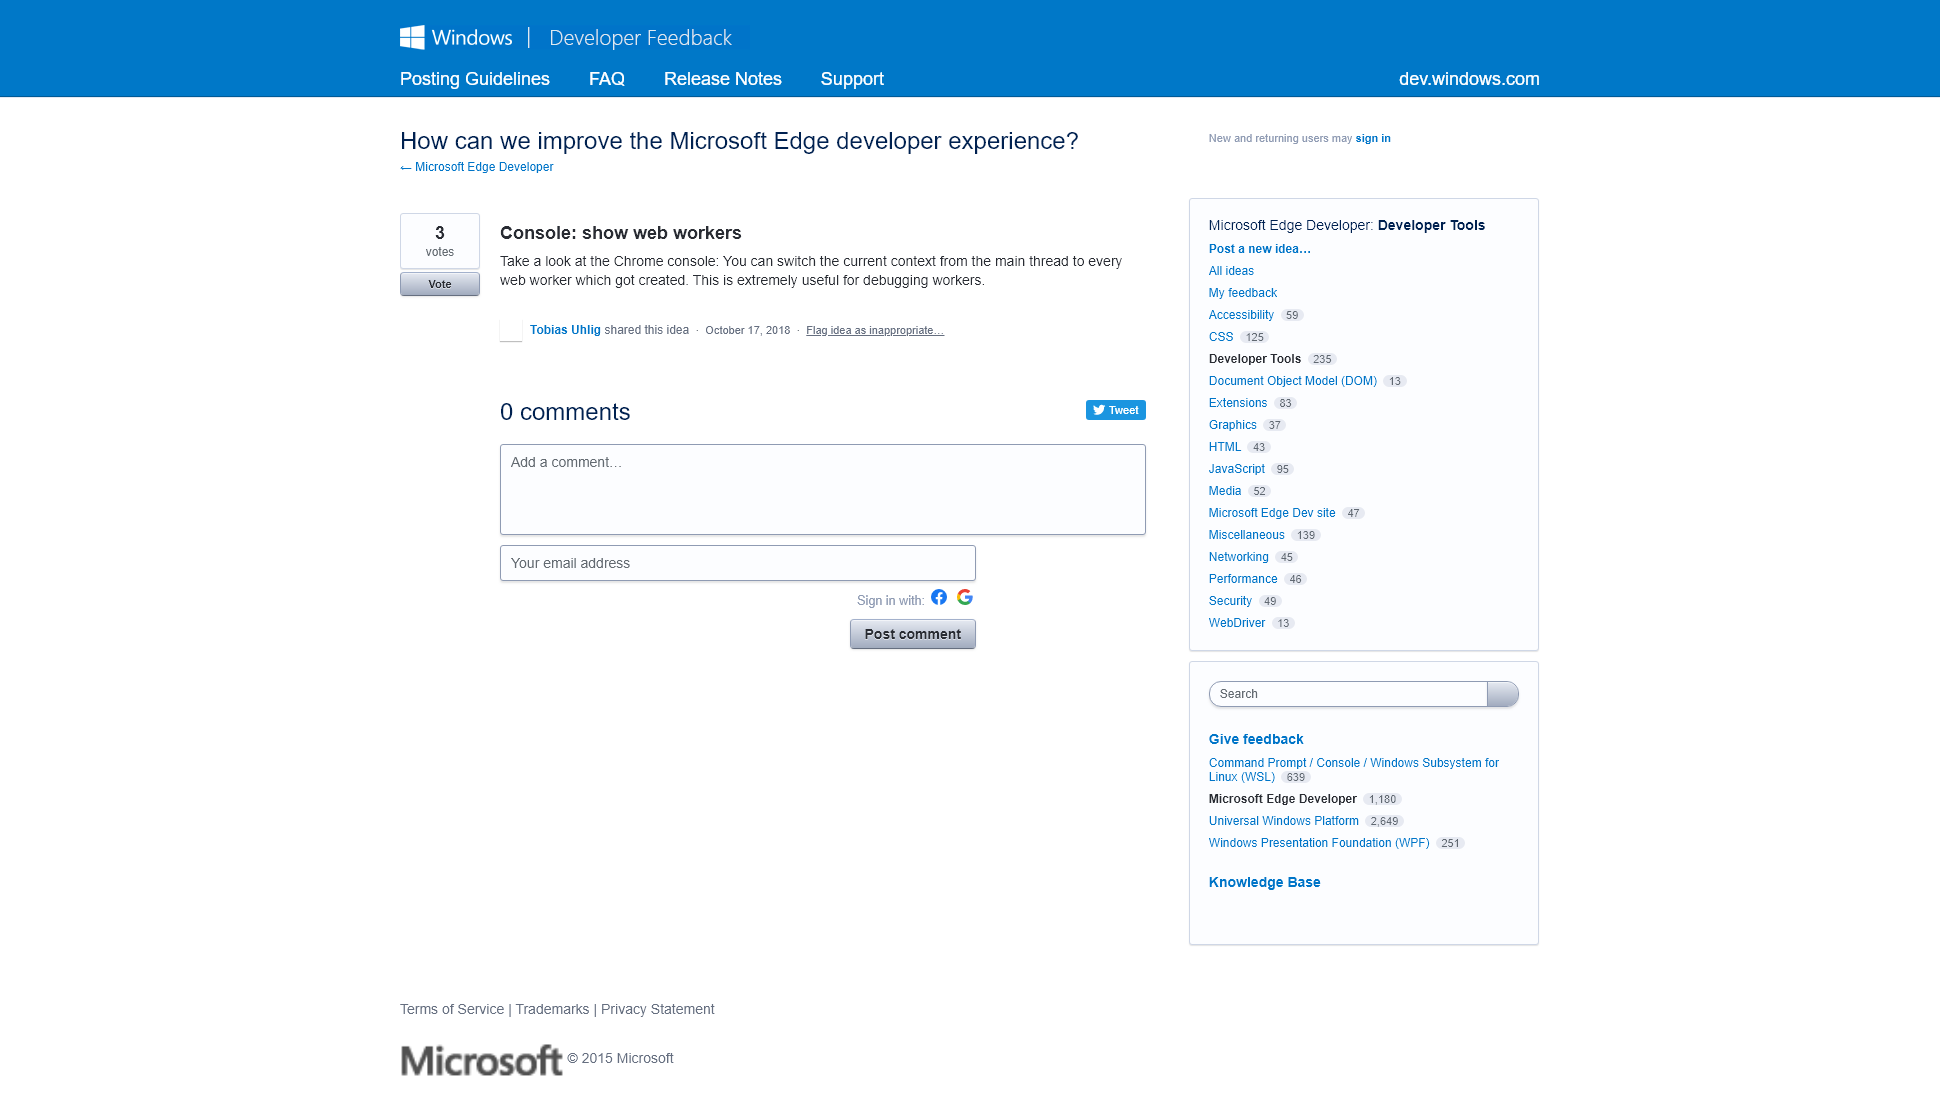 Windows | Developer Feedback
Posting Guidelines FAQ Release Notes Support dev.windows.com
How can we improve the Microsoft Edge developer experience?
← Microsoft Edge Developer
New and returning users may sign in
3
votes
Vote
Console: show web workers
Take a look at the Chrome console: You can switch the current context from the main thread to every
web worker which got created. This is extremely useful for debugging workers.
Tobias Uhlig shared this idea · October 17, 2018 · Flag idea as inappropriate…
0 comments
Tweet
Add a comment…
Your email address
Sign in with:
Post comment
Microsoft Edge Developer: Developer Tools
Post a new idea…
All ideas
My feedback
Accessibility 59
CSS 125
Developer Tools 235
Document Object Model (DOM) 13
Extensions 83
Graphics 37
HTML 43
JavaScript 95
Media 52
Microsoft Edge Dev site 47
Miscellaneous 139
Networking 45
Performance 46
Security 49
WebDriver 13
Search
Give feedback
Command Prompt / Console / Windows Subsystem for
Linux (WSL) 639
Microsoft Edge Developer 1,180
Universal Windows Platform 2,649
Windows Presentation Foundation (WPF) 251
Knowledge Base
Terms of Service | Trademarks | Privacy Statement
Microsoft © 2015 Microsoft